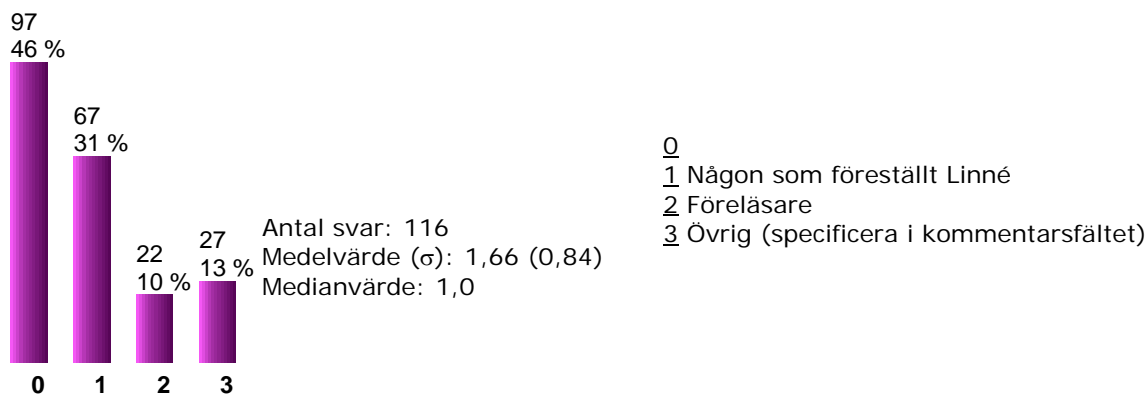 97
46 %
67
31 %
22
10 %
27
13 %
Antal svar: 116
Medelvärde (σ): 1,66 (0,84)
Medianvärde: 1,0
0
1
2
3
0
1 Någon som föreställt Linné
2 Föreläsare
3 Övrig (specificera i kommentarsfältet)